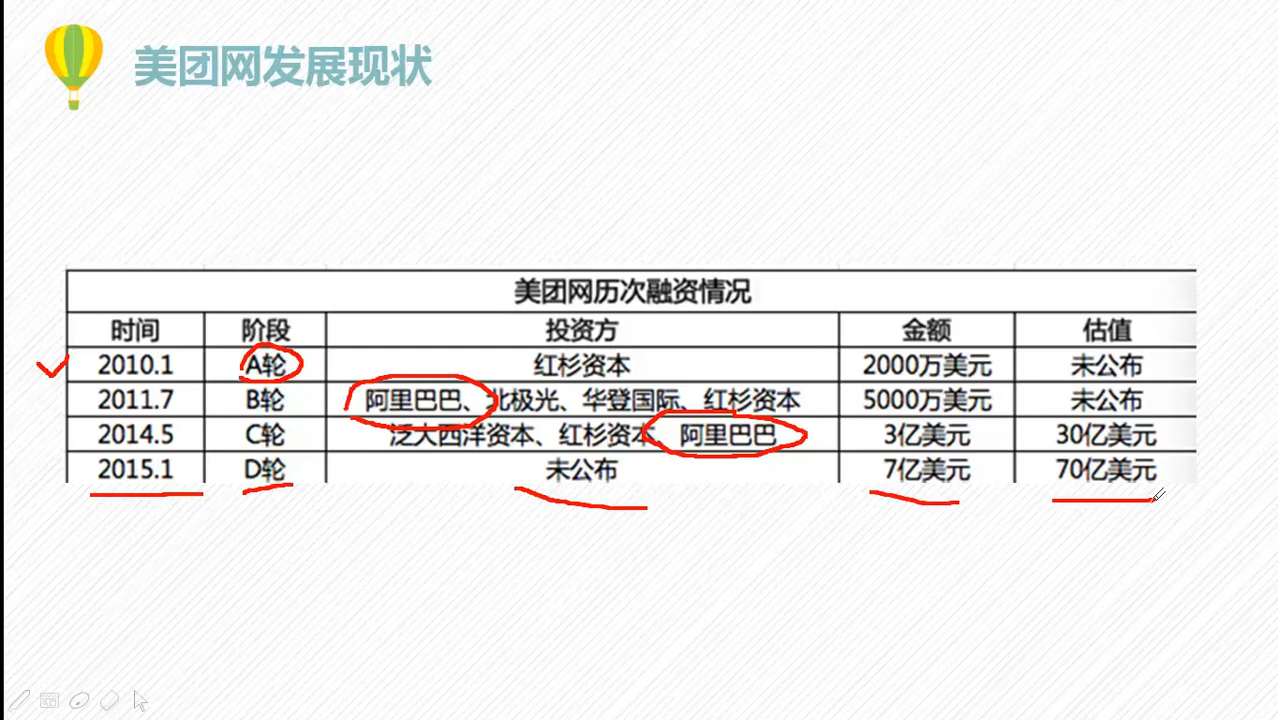 美团网发展现状
美团网历次融资情况
时间 阶段 投资方 金额 估值
2010.1 A轮 红杉资本 2000万美元 未公布
2011.7 B轮 阿里巴巴、北极光、华登国际、红杉资本 5000万美元 未公布
2014.5 C轮 泛大西洋资本、红杉资本、阿里巴巴 3亿美元 30亿美元
2015.1 D轮 未公布 7亿美元 70亿美元